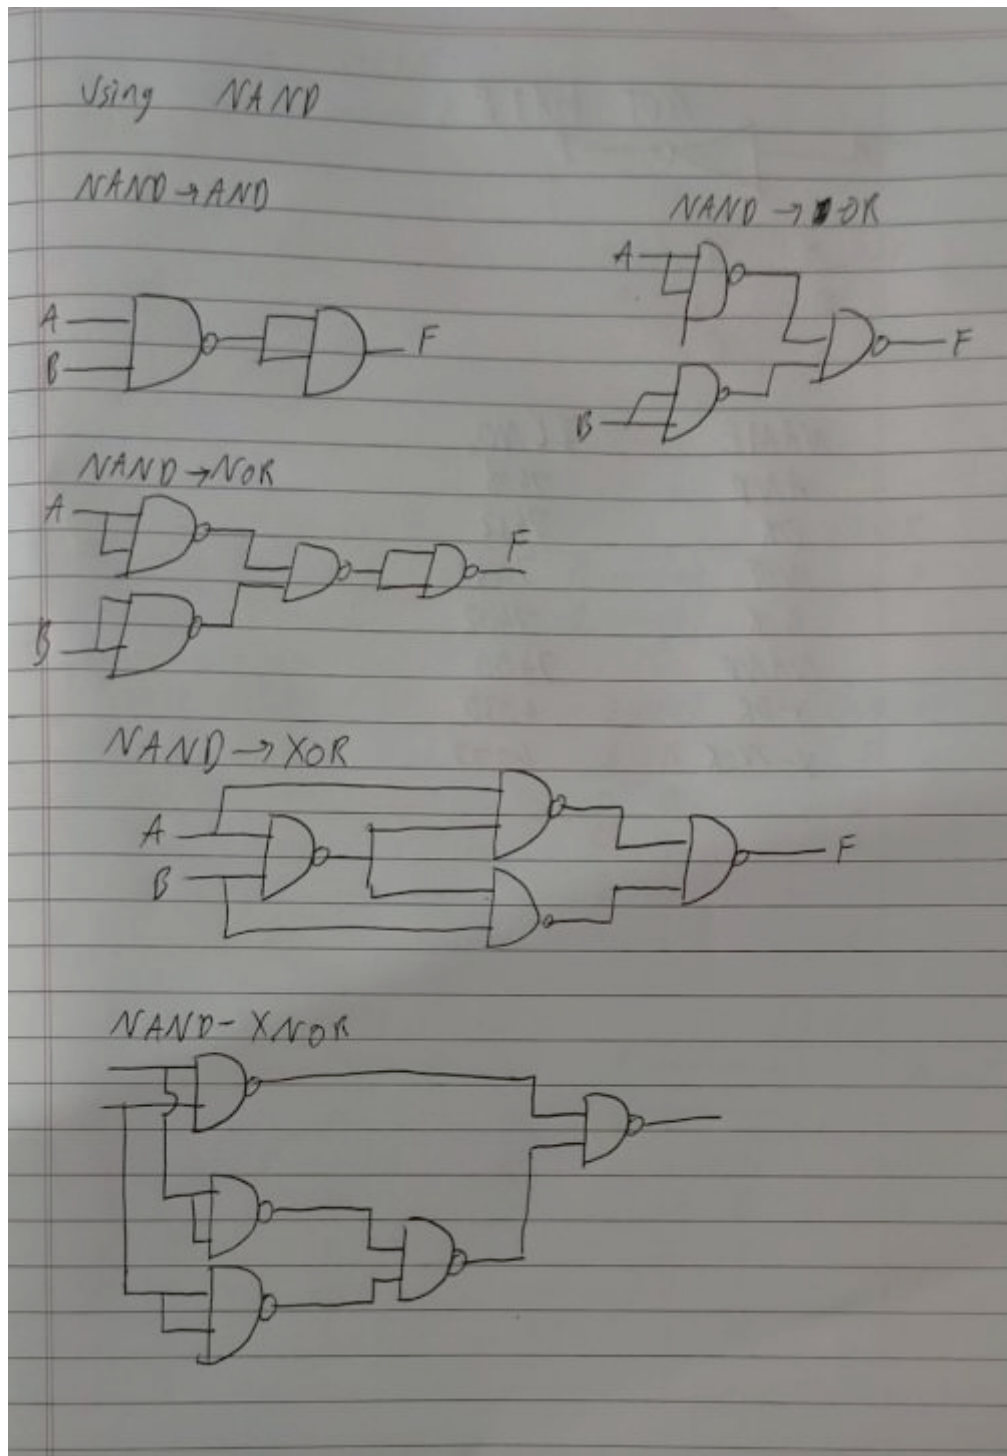 Using NAND
NAND → AND
NAND → OR
A
B
F
A
B
F
NAND → NOR
A
B
F
NAND → XOR
A
B
F
NAND - XNOR